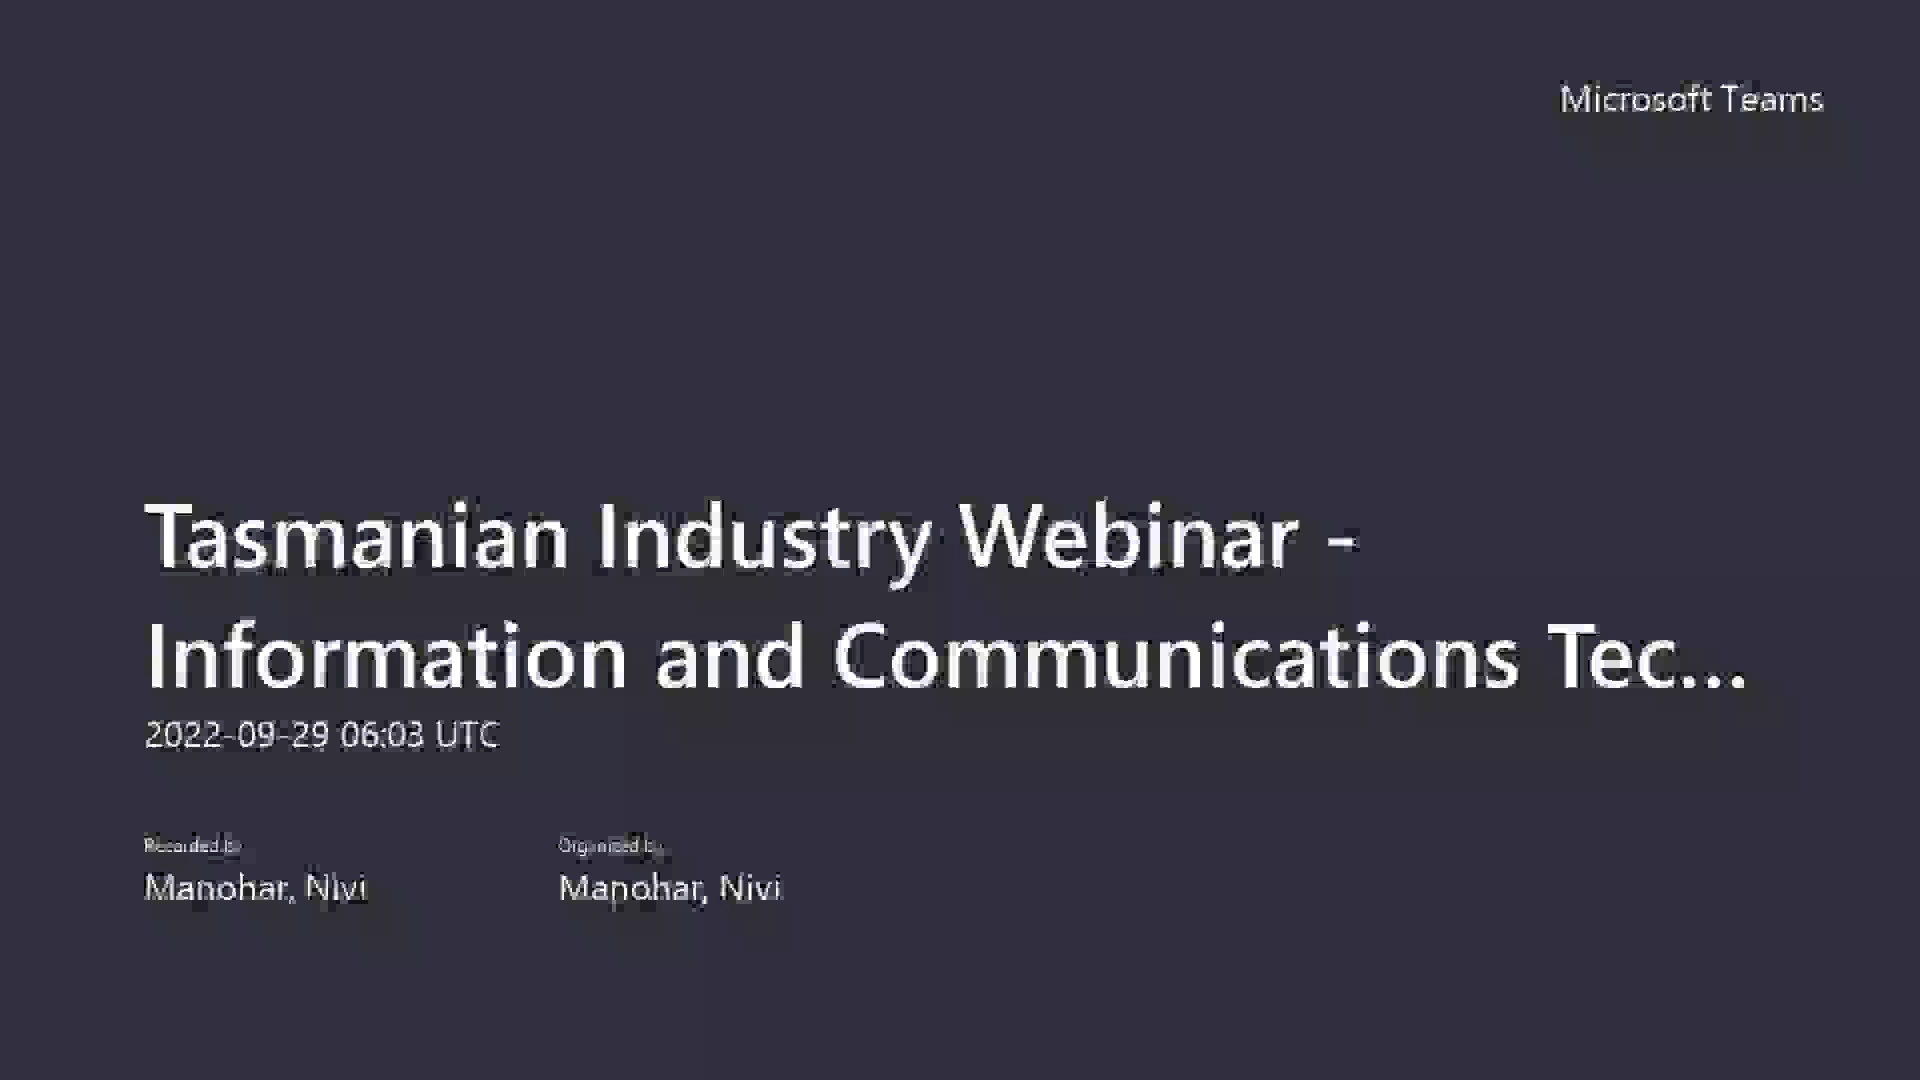 Microsoft Teams
Tasmanian Industry Webinar -
Information and Communications Tec...
2022-09-29 06:03 UTC
Recorded by
Organized by
Manohar, Nivi
Manohar, Nivi